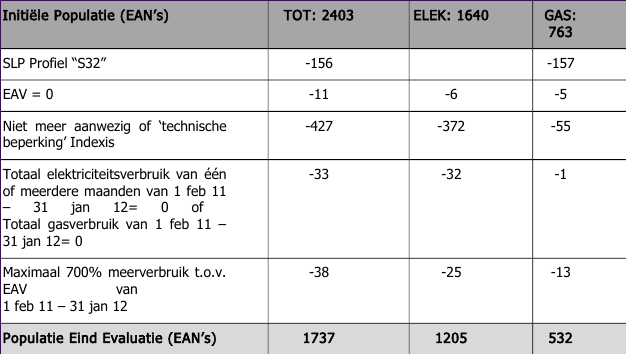 Initiële Populatie (EAN’s) TOT: 2403 ELEK: 1640 GAS:
763
SLP Profiel “S32” -156 -157
EAV = 0 -11 -6 -5
Niet meer aanwezig of ‘technische
beperking’ Indexis -427 -372 -55
Totaal elektriciteitsverbruik van één
of meerdere maanden van 1 feb 11
– 31 jan 12= 0 of
Totaal gasverbruik van 1 feb 11 –
31 jan 12= 0 -33 -32 -1
Maximaal 700% meerverbruik t.o.v.
EAV van
1 feb 11 – 31 jan 12 -38 -25 -13
Populatie Eind Evaluatie (EAN’s) 1737 1205 532